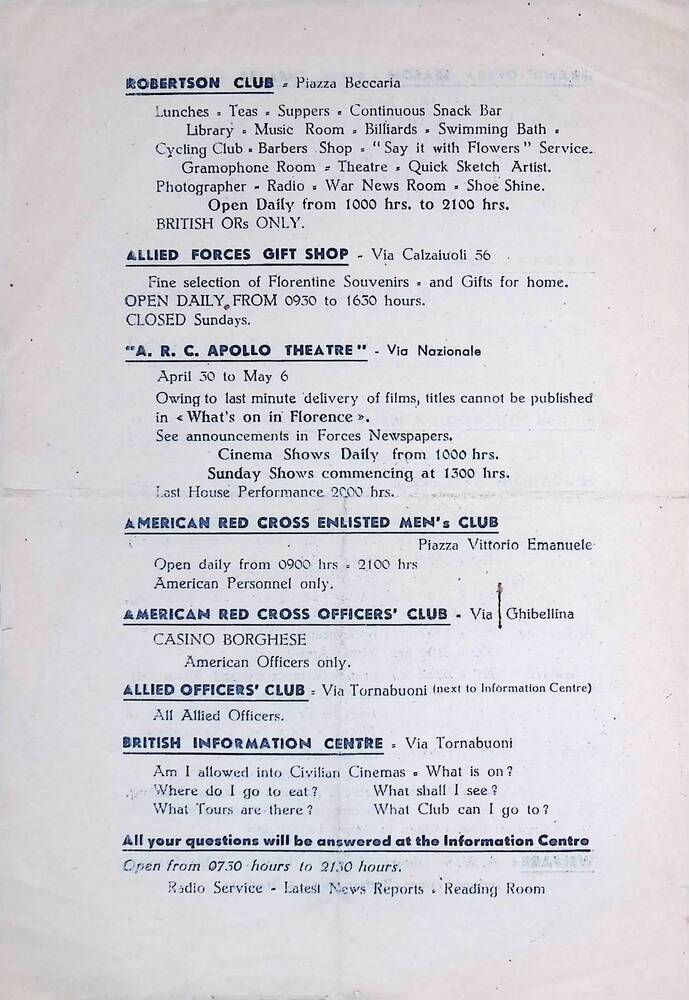 ROBERTSON CLUB - Piazza Beccaria
Lunches - Teas - Suppers - Continuous Snack Bar
Library - Music Room - Billiards - Swimming Bath -
Cycling Club - Barbers Shop - "Say it with Flowers" Service.
Gramophone Room - Theatre - Quick Sketch Artist.
Photographer - Radio - War News Room - Shoe Shine.
Open Daily from 1000 hrs. to 2100 hrs.
BRITISH ORs ONLY.
ALLIED FORCES GIFT SHOP - Via Calzaiuoli 56
Fine selection of Florentine Souvenirs - and Gifts for home.
OPEN DAILY FROM 0930 to 1630 hours.
CLOSED Sundays.
"A. R. C. APOLLO THEATRE" - Via Nazionale
April 30 to May 6
Owing to last minute delivery of films, titles cannot be published
in « What's on in Florence ».
See announcements in Forces Newspapers.
Cinema Shows Daily from 1000 hrs.
Sunday Shows commencing at 1300 hrs.
Last House Performance 2000 hrs.
AMERICAN RED CROSS ENLISTED MEN's CLUB
Piazza Vittorio Emanuele
Open daily from 0900 hrs - 2100 hrs
American Personnel only.
AMERICAN RED CROSS OFFICERS' CLUB - Via Ghibellina
CASINO BORGHESE
American Officers only.
ALLIED OFFICERS' CLUB - Via Tornabuoni (next to Information Centre)
All Allied Officers.
BRITISH INFORMATION CENTRE - Via Tornabuoni
Am I allowed into Civilian Cinemas - What is on?
Where do I go to eat? What shall I see?
What Tours are there? What Club can I go to?
All your questions will be answered at the Information Centre
Open from 0730 hours to 2130 hours.
Radio Service - Latest News Reports - Reading Room